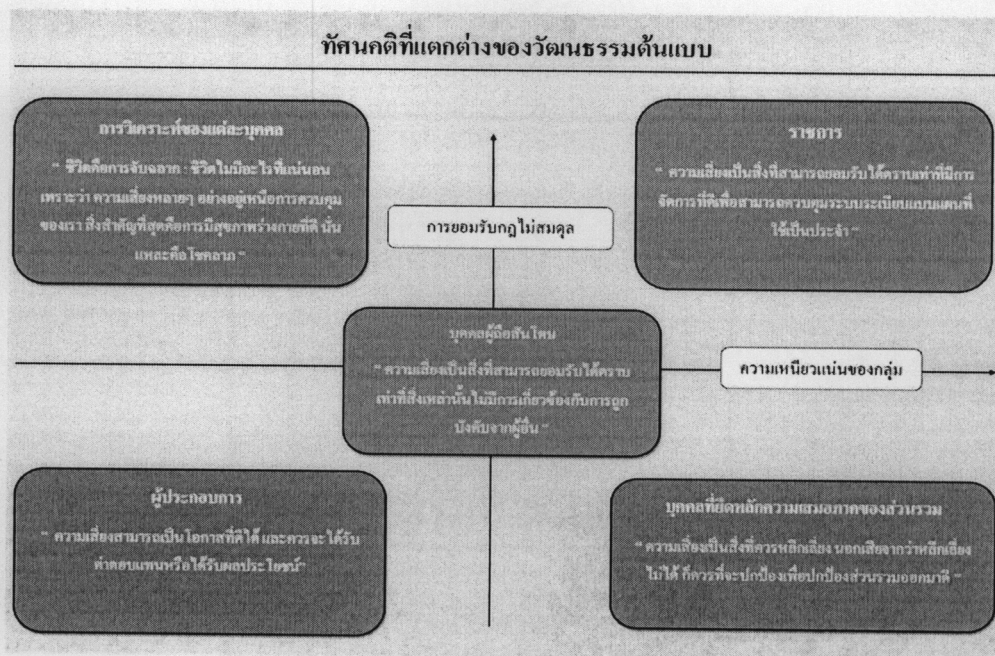 ทัศนคติที่แตกต่างของวัฒนธรรมต้นแบบ
การวิเคราะห์ของแต่ละบุคคล
“ ชีวิตคือการจับฉลาก : ชีวิตไม่มีอะไรที่แน่นอน
เพราะว่า ความเสี่ยงหลายๆ อย่างอยู่เหนือการควบคุม
ของเรา สิ่งสำคัญที่สุดคือการมีสุขภาพร่างกายที่ดี นั่น
แหละคือ โชคลาภ “
ราชการ
“ ความเสี่ยงเป็นสิ่งที่สามารถยอมรับได้คราบเท่าที่มีการ
จัดการที่ดีเพื่อสามารถควบคุมระบบระเบียบแบบแผนที่
ใช้เป็นประจำ “
การยอมรับกฎไม่สมดุล
บุคคลผู้ถือสันโดษ
“ ความเสี่ยงเป็นสิ่งที่สามารถยอมรับได้คราบ
เท่าที่สิ่งเหล่านั้นไม่มีการเกี่ยวข้องกับการถูก
บังคับจากผู้อื่น “
ความเหนียวแน่นของกลุ่ม
ผู้ประกอบการ
“ ความเสี่ยงสามารถเป็นโอกาสที่ดีได้ และควรจะได้รับ
ค่าตอบแทนหรือได้รับผลประโยชน์“
บุคคลที่ยึดหลักความเสมอภาคของส่วนรวม
“ ความเสี่ยงเป็นสิ่งที่ควรหลีกเลี่ยง นอกเสียจากว่าหลีกเลี่ยง
ไม่ได้ ก็ควรที่จะปกป้องเพื่อปกป้องส่วนรวมออกมาดี “